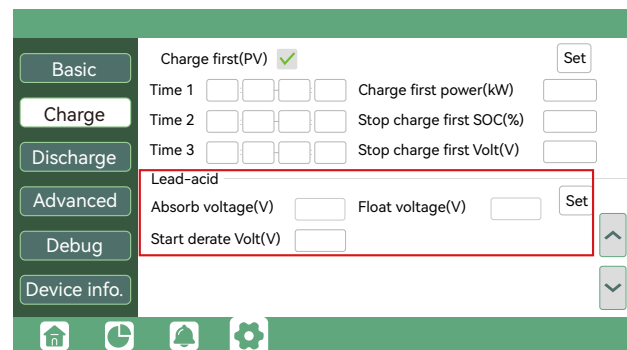 Basic
Charge
Discharge
Advanced
Debug
Device info.
Charge first(PV) Set
Time 1 : - : Charge first power(kW)
Time 2 : - : Stop charge first SOC(%)
Time 3 : - : Stop charge first Volt(V)
Lead-acid
Absorb voltage(V) Float voltage(V) Set
Start derate Volt(V)